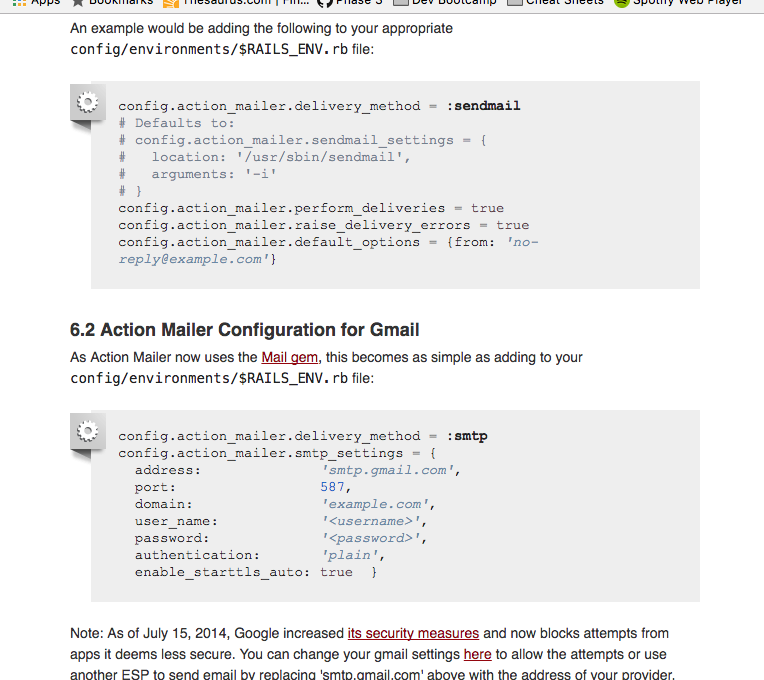 Apps Bookmarks Thesaurus.com | Fin... Phase 3 Dev Bootcamp Cheat Sheets Spotify Web Player
An example would be adding the following to your appropriate
config/environments/$RAILS_ENV.rb file:
config.action_mailer.delivery_method = :sendmail
# Defaults to:
# config.action_mailer.sendmail_settings = {
#   location: '/usr/sbin/sendmail',
#   arguments: '-i'
# }
config.action_mailer.perform_deliveries = true
config.action_mailer.raise_delivery_errors = true
config.action_mailer.default_options = {from: 'no-
reply@example.com'}
6.2 Action Mailer Configuration for Gmail
As Action Mailer now uses the Mail gem, this becomes as simple as adding to your
config/environments/$RAILS_ENV.rb file:
config.action_mailer.delivery_method = :smtp
config.action_mailer.smtp_settings = {
  address:              'smtp.gmail.com',
  port:                 587,
  domain:               'example.com',
  user_name:            '<username>',
  password:             '<password>',
  authentication:       'plain',
  enable_starttls_auto: true  }
Note: As of July 15, 2014, Google increased its security measures and now blocks attempts from
apps it deems less secure. You can change your gmail settings here to allow the attempts or use
another ESP to send email by replacing 'smtp.gmail.com' above with the address of your provider.